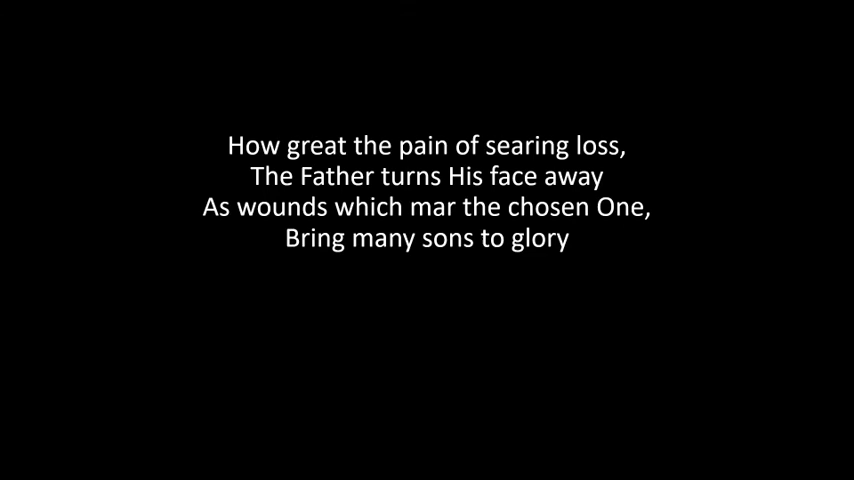 How great the pain of searing loss,
The Father turns His face away
As wounds which mar the chosen One,
Bring many sons to glory